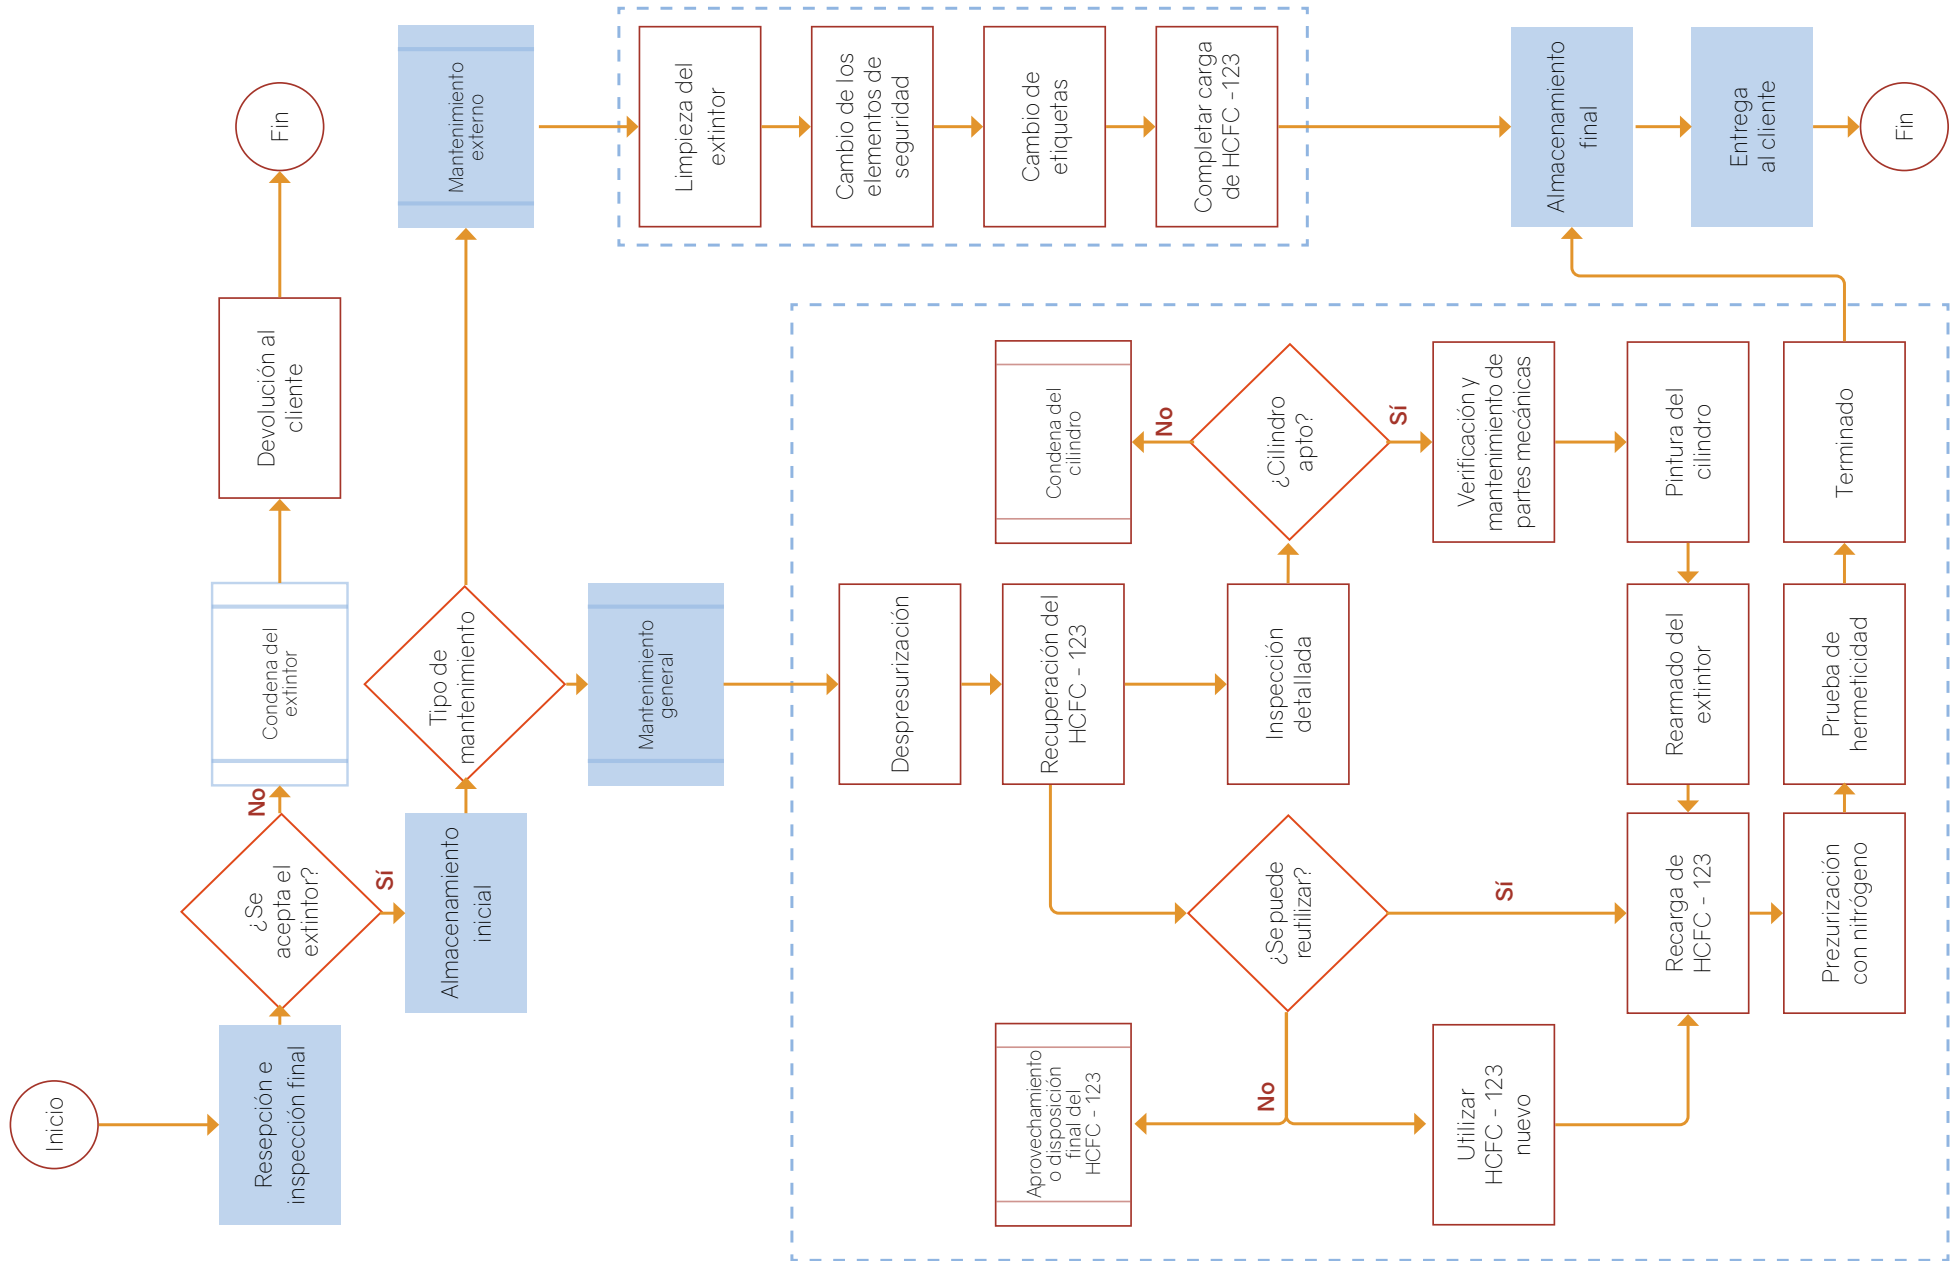 Inicio
Resepción e
inspección final
¿Se
acepta el
extintor?
No
Condena del
extintor
Devolución al
cliente
Fin
Sí
Almacenamiento
inicial
Tipo de
mantenimiento
Mantenimiento
externo
Limpieza del
extintor
Cambio de los
elementos de
seguridad
Cambio de
etiquetas
Completar carga
de HCFC -123
Almacenamiento
final
Entrega
al cliente
Fin
Mantenimiento
general
Despresurización
Recuperación del
HCFC - 123
Inspección
detallada
¿Cilindro
apto?
No
Condena del
cilindro
Sí
Verificación y
mantenimiento de
partes mecánicas
Pintura del
cilindro
Rearmado del
extintor
¿Se puede
reutilizar?
No
Aprovechamiento
o disposición
final del
HCFC - 123
Utilizar
HCFC - 123
nuevo
Sí
Recarga de
HCFC - 123
Prezurización
con nitrógeno
Prueba de
hermeticidad
Terminado